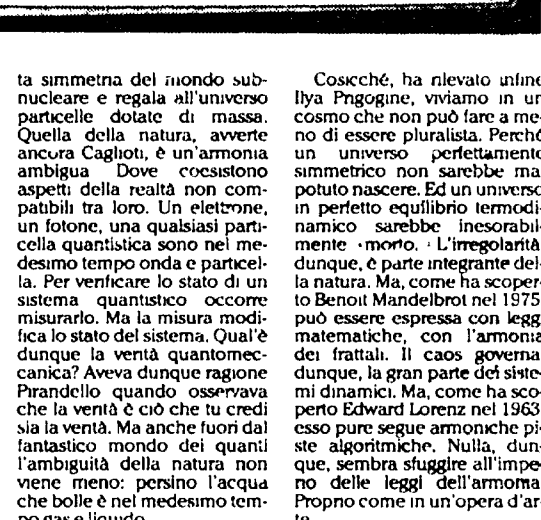 ta simmetria del mondo sub-
nucleare e regala all'universo
particelle dotate di massa.
Quella della natura, avverte
ancora Caglioti, è un'armonia
ambigua Dove coesistono
aspetti della realtà non com-
patibili tra loro. Un elettrone,
un fotone, una qualsiasi parti-
cella quantistica sono nel me-
desimo tempo onda e particel-
la. Per verificare lo stato di un
sistema quantistico occorre
misurarlo. Ma la misura modi-
fica lo stato del sistema. Qual'è
dunque la verità quantomec-
canica? Aveva dunque ragione
Pirandello quando osservava
che la verità è ciò che tu credi
sia la verità. Ma anche fuori dal
fantastico mondo dei quanti
l'ambiguità della natura non
viene meno: persino l'acqua
che bolle è nel medesimo tem-
po gas e liquido
Cosicché, ha rilevato infine
Ilya Prigogine, viviamo in un
cosmo che non può fare a me-
no di essere pluralista. Perché
un universo perfettamente
simmetrico non sarebbe mai
potuto nascere. Ed un universo
in perfetto equilibrio termodi-
namico sarebbe inesorabil-
mente «morto.» L'irregolarità,
dunque, è parte integrante del-
la natura. Ma, come ha scoper-
to Benoit Mandelbrot nel 1975
può essere espressa con leggi
matematiche, con l'armonia
dei frattali. Il caos governa
dunque, la gran parte dei siste-
mi dinamici. Ma, come ha sco-
perto Edward Lorenz nel 1963
esso pure segue armoniche pi-
ste algoritmiche. Nulla, dun-
que, sembra sfuggire all'impe-
rio delle leggi dell'armonia
Proprio come in un'opera d'ar-
te